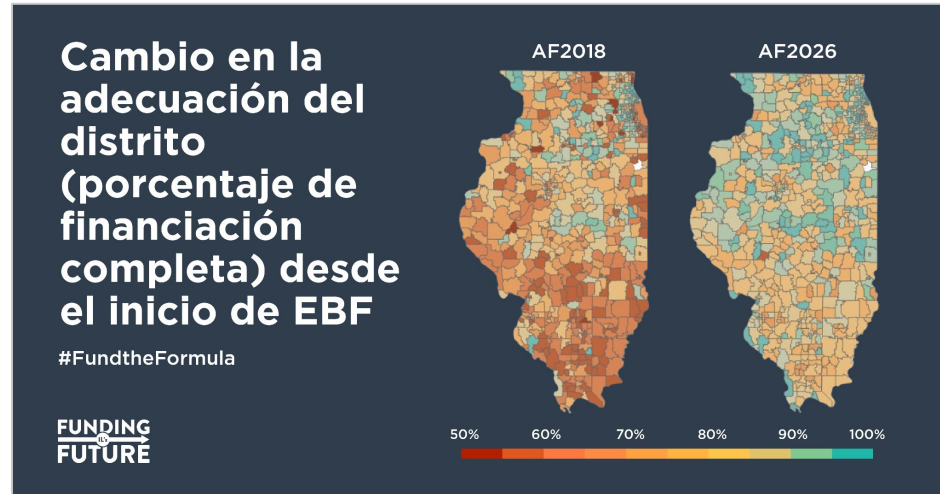 Cambio en la
adecuación del
distrito
(porcentaje de
financiación
completa) desde
el inicio de EBF
#FundtheFormula
FUNDING
IL's
FUTURE
AF2018
AF2026
50% 60% 70% 80% 90% 100%